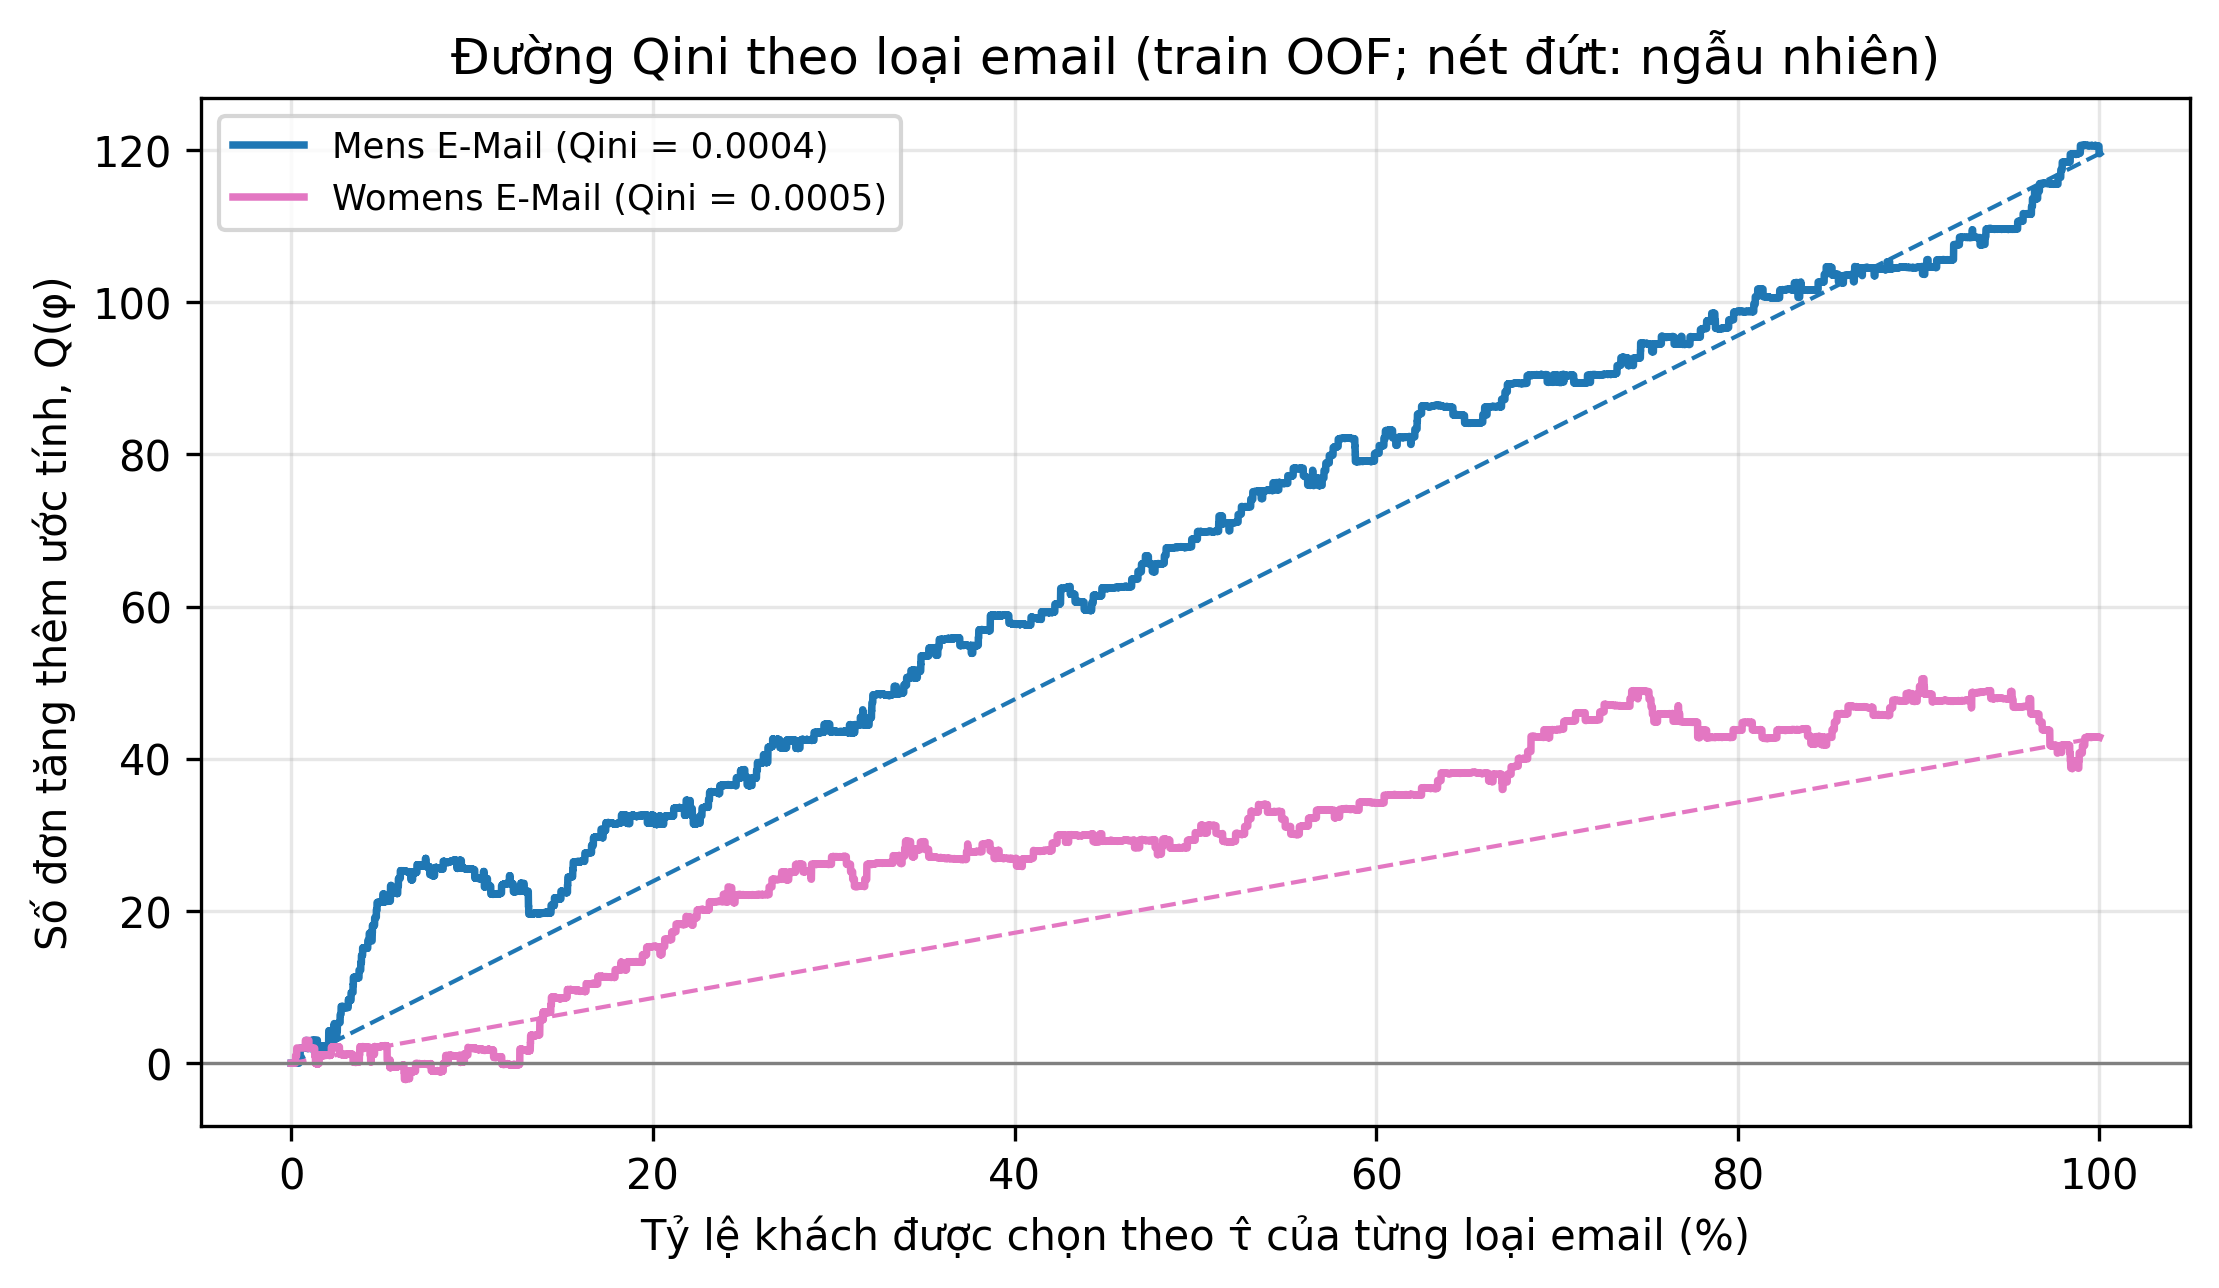 Đường Qini theo loại email (train OOF; nét đứt: ngẫu nhiên)
Mens E-Mail (Qini = 0.0004)
Womens E-Mail (Qini = 0.0005)
Số đơn tăng thêm ước tính, Q(φ)
120
100
80
60
40
20
0
0 20 40 60 80 100
Tỷ lệ khách được chọn theo τ̂ của từng loại email (%)